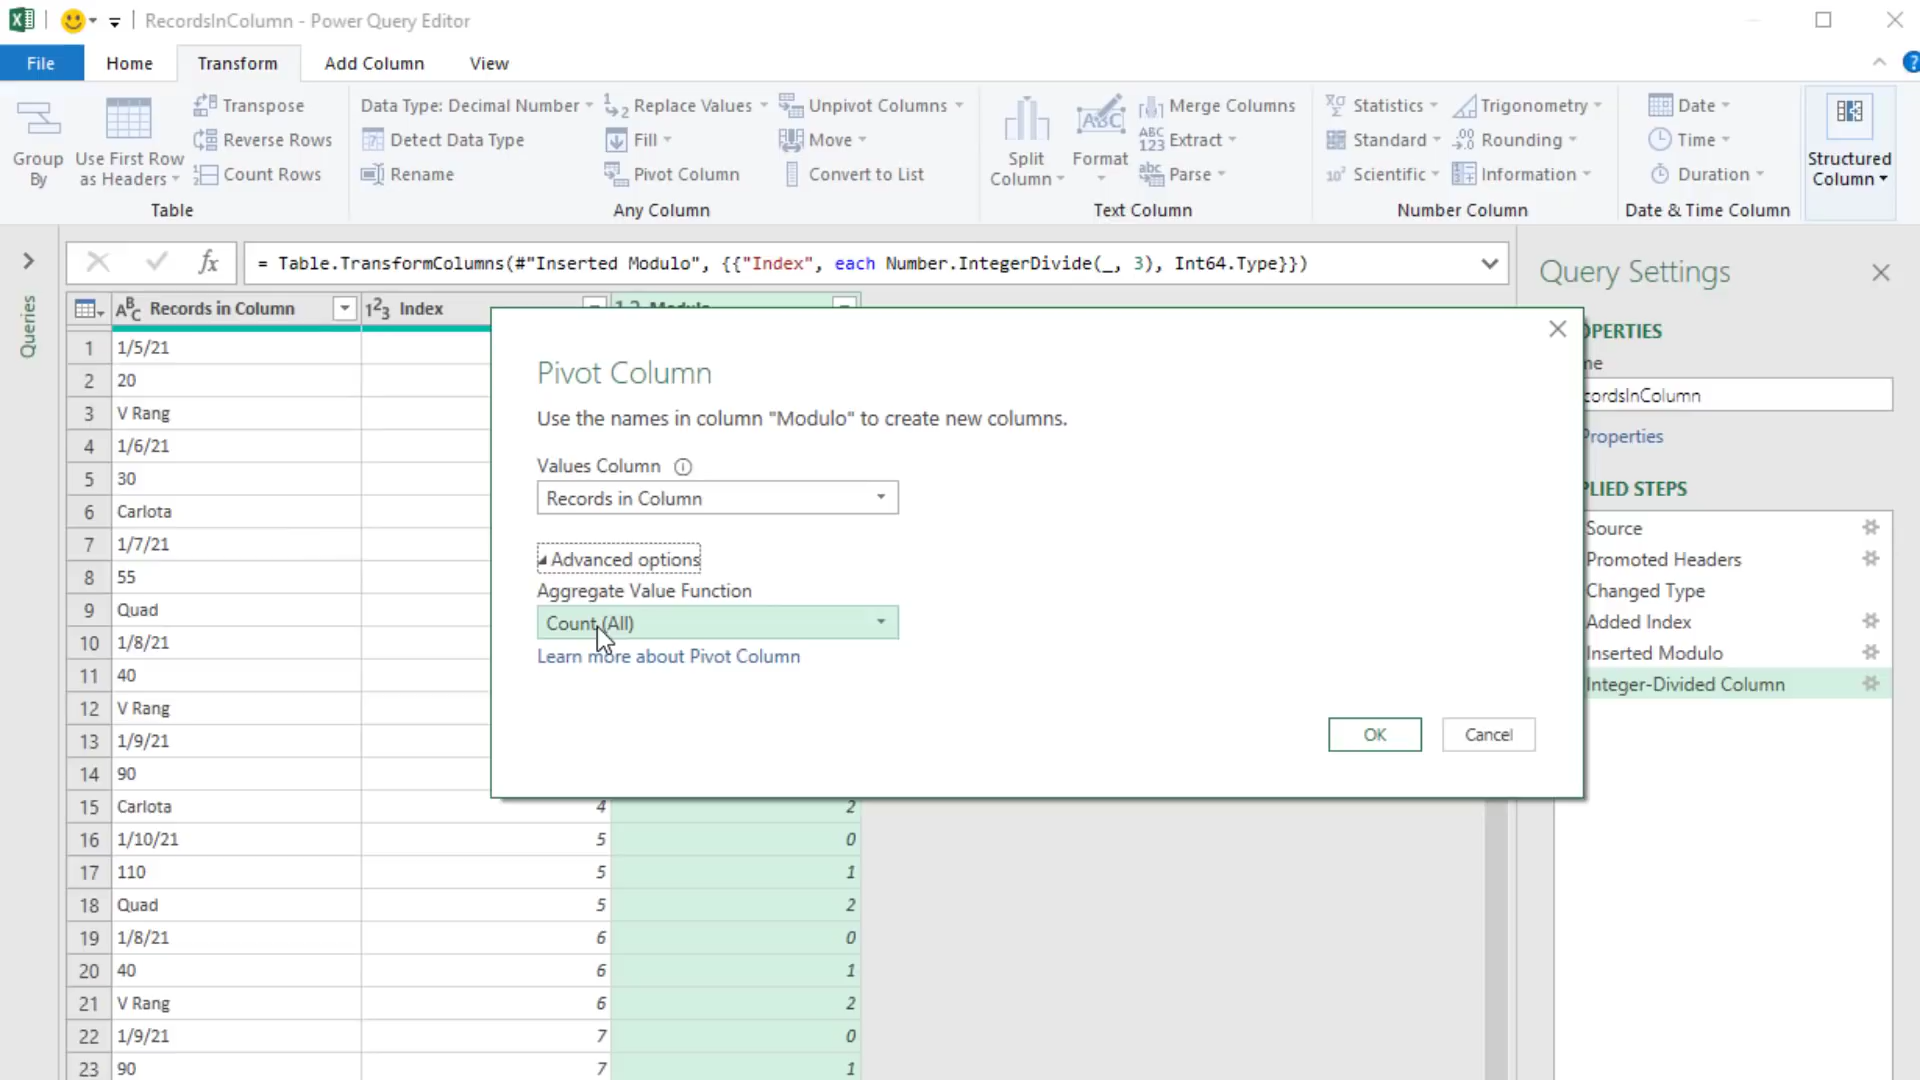 RecordsInColumn - Power Query Editor
File
Home
Transform
Add Column
View
Group By
Use First Row as Headers
Transpose
Reverse Rows
Count Rows
Table
Data Type: Decimal Number
Detect Data Type
Rename
Replace Values
Fill
Pivot Column
Unpivot Columns
Move
Convert to List
Any Column
Split Column
Format
Merge Columns
Extract
Parse
Text Column
Statistics
Standard
Scientific
Trigonometry
Rounding
Information
Number Column
Date
Time
Duration
Date & Time Column
Structured Column
Queries
fx
= Table.TransformColumns(#"Inserted Modulo", {{"Index", each Number.IntegerDivide(_, 3), Int64.Type}})
Records in Column
Index
1 1/5/21
2 20
3 V Rang
4 1/6/21
5 30
6 Carlota
7 1/7/21
8 55
9 Quad
10 1/8/21
11 40
12 V Rang
13 1/9/21
14 90
15 Carlota 4 2
16 1/10/21 5 0
17 110 5 1
18 Quad 5 2
19 1/8/21 6 0
20 40 6 1
21 V Rang 6 2
22 1/9/21 7 0
23 90 7 1
Pivot Column
Use the names in column "Modulo" to create new columns.
Values Column
Records in Column
Advanced options
Aggregate Value Function
Count (All)
Learn more about Pivot Column
OK
Cancel
Query Settings
OPERTIES
me
cordsInColumn
Properties
PLIED STEPS
Source
Promoted Headers
Changed Type
Added Index
Inserted Modulo
Integer-Divided Column